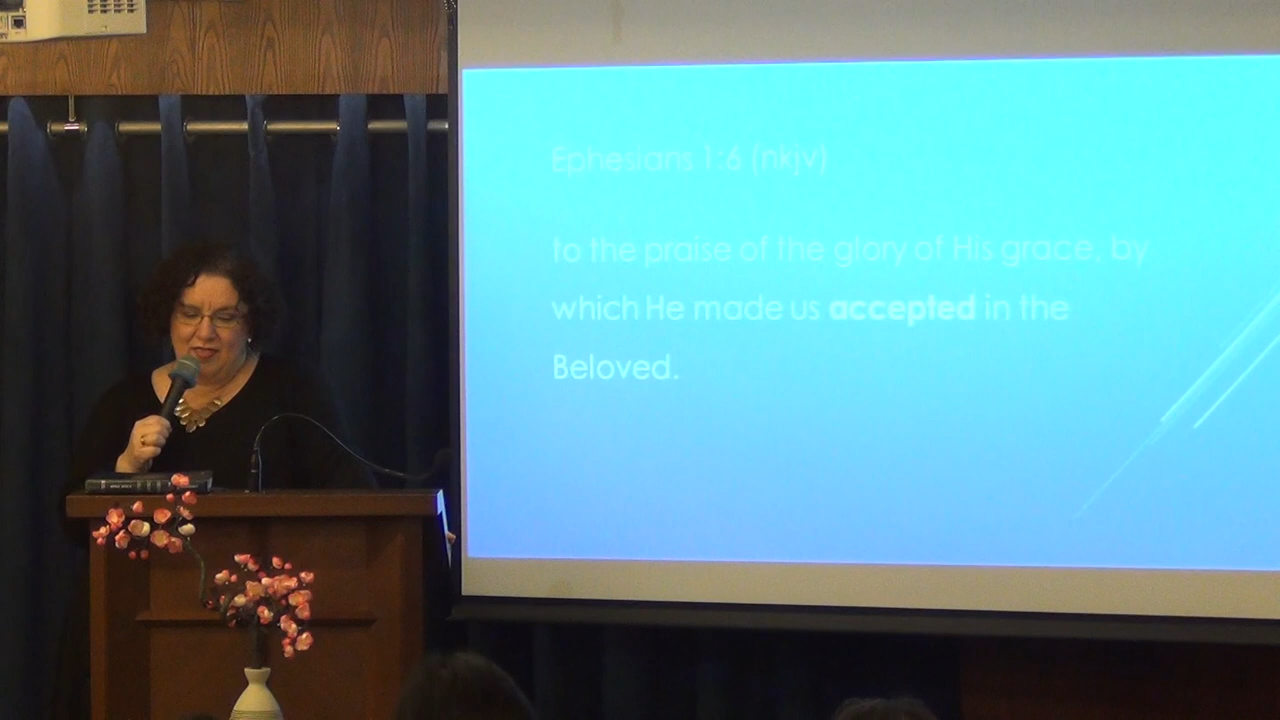 Ephesians 1:6 (nkjv)
to the praise of the glory of His grace, by
which He made us accepted in the
Beloved.